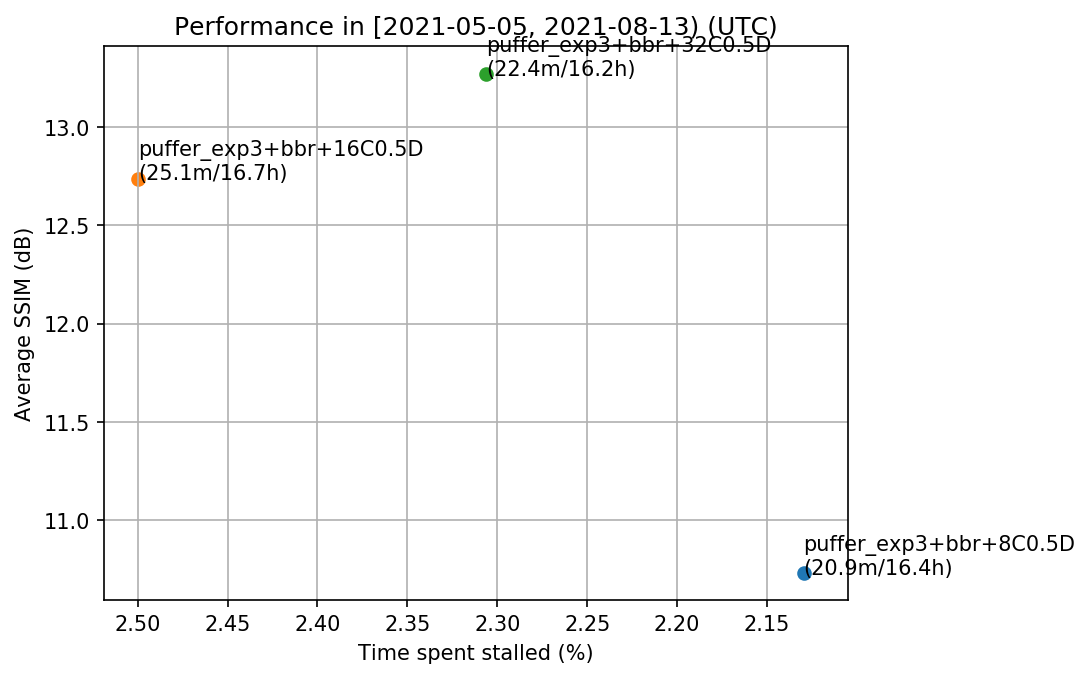 Performance in [2021-05-05, 2021-08-13) (UTC)
puffer_exp3+bbr+32C0.5D
(22.4m/16.2h)
13.0
puffer_exp3+bbr+16C0.5D
(25.1m/16.7h)
12.5
12.0
11.5
11.0
Average SSIM (dB)
puffer_exp3+bbr+8C0.5D
(20.9m/16.4h)
2.50 2.45 2.40 2.35 2.30 2.25 2.20 2.15
Time spent stalled (%)